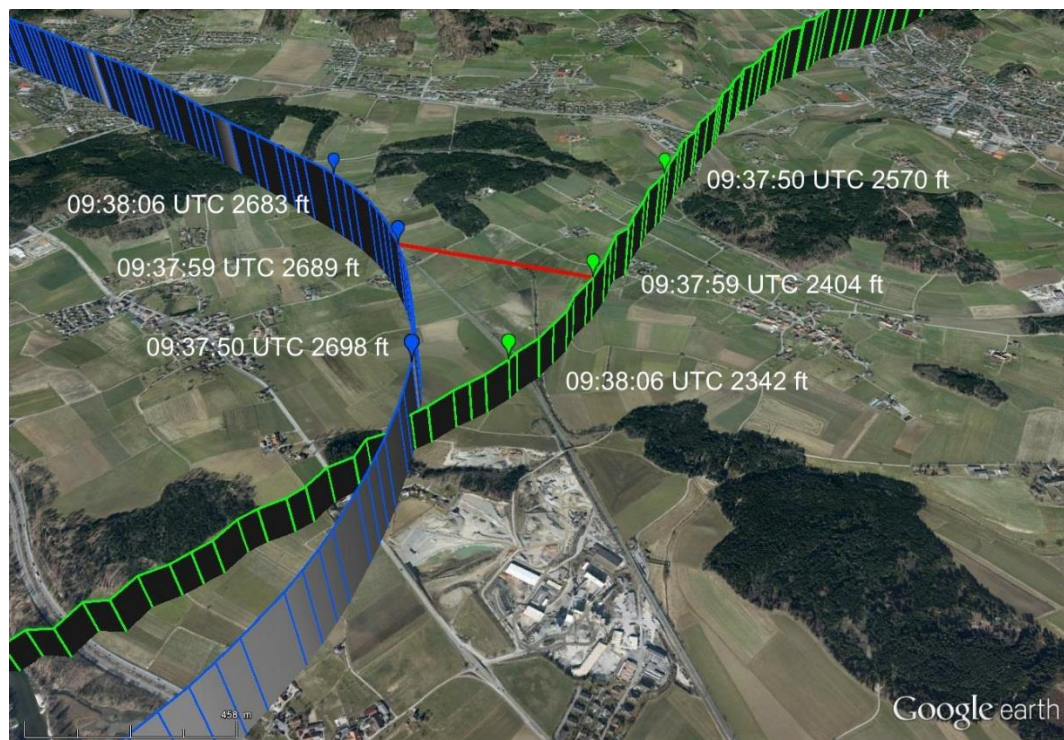 09:37:50 UTC 2570 ft
09:38:06 UTC 2683 ft
09:37:59 UTC 2689 ft
09:37:59 UTC 2404 ft
09:37:50 UTC 2698 ft
09:38:06 UTC 2342 ft
458 m
Google earth